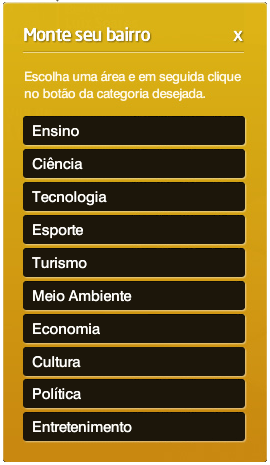 Monte seu bairro x
Escolha uma área e em seguida clique
no botão da categoria desejada.
Ensino
Ciência
Tecnologia
Esporte
Turismo
Meio Ambiente
Economia
Cultura
Política
Entretenimento